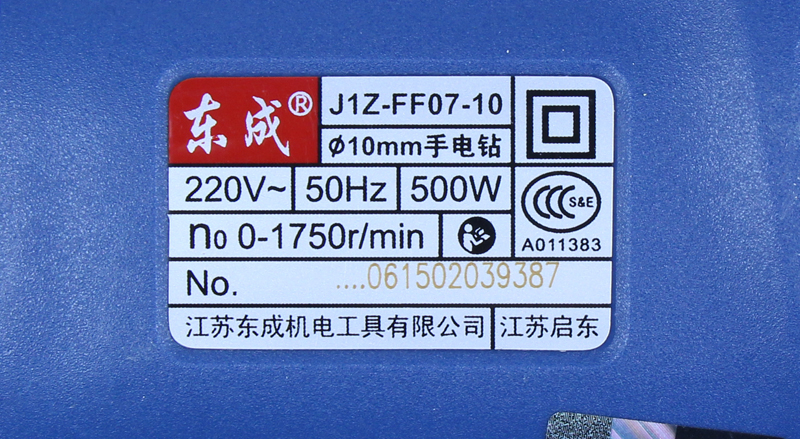 东成®
J1Z-FF07-10
Ø10mm手电钻
220V~ 50Hz 500W
S&E
n₀ 0-1750r/min
A011383
No. ....061502039387
江苏东成机电工具有限公司 江苏启东